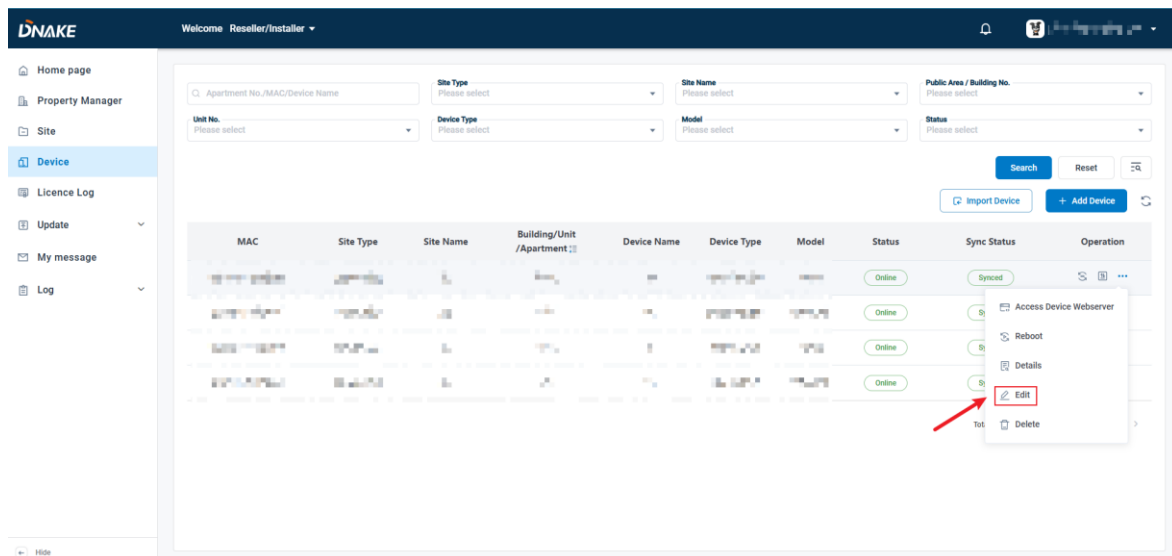 DNAKE
Welcome Reseller/Installer
Home page
Property Manager
Site
Device
Licence Log
Update
My message
Log
Hide
Apartment No./MAC/Device Name
Site Type
Please select
Site Name
Please select
Public Area / Building No.
Please select
Unit No.
Please select
Device Type
Please select
Model
Please select
Status
Please select
Search
Reset
Import Device
+ Add Device
MAC
Site Type
Site Name
Building/Unit
/Apartment
Device Name
Device Type
Model
Status
Sync Status
Operation
Online
Synced
Online
Sy
Online
Sy
Online
Sy
Access Device Webserver
Reboot
Details
Edit
Delete
Tot